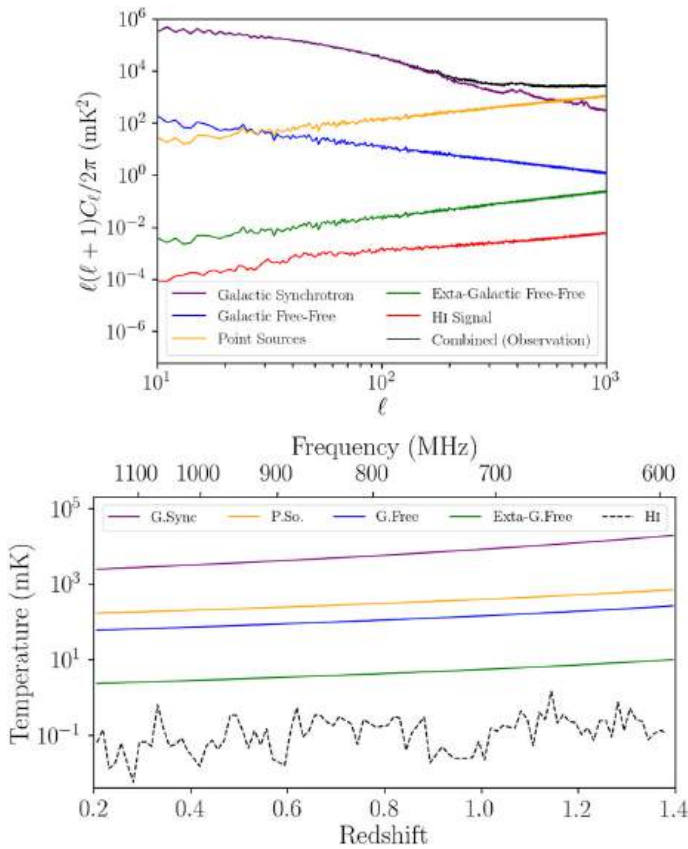 10^6
10^4
10^2
10^0
10^-2
10^-4
10^-6
ℓ(ℓ + 1)C_ℓ/2π (mK^2)
Galactic Synchrotron
Galactic Free-Free
Point Sources
Exta-Galactic Free-Free
HI Signal
Combined (Observation)
10^1 10^2 10^3
ℓ
Frequency (MHz)
1100 1000 900 800 700 600
G.Sync P.So. G.Free Exta-G.Free HI
10^5
10^3
10^1
10^-1
Temperature (mK)
0.2 0.4 0.6 0.8 1.0 1.2 1.4
Redshift